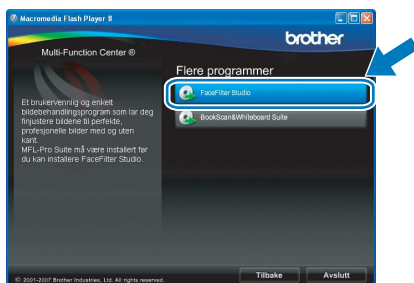 Macromedia Flash Player 8
brother
Multi-Function Center ®
Flere programmer
FaceFilter Studio
BookScan&Whiteboard Suite
Et brukervennlig og enkelt
bildebehandlingsprogram som lar deg
finjustere bildene til perfekte,
profesjonelle bilder med og uten
kant.
MFL-Pro Suite må være installert før
du kan installere FaceFilter Studio.
Tilbake
Avslutt
© 2001-2007 Brother Industries, Ltd. All rights reserved.